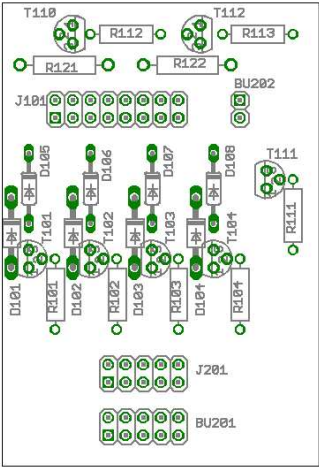 T110 T112
R112 R113
R121 R122
BU202
J101
D105 D106 D107 D108
T111
T101 T102 T103 T104
R111
D101 R101 D102 R102 D103 R103 D104 R104
J201
BU201